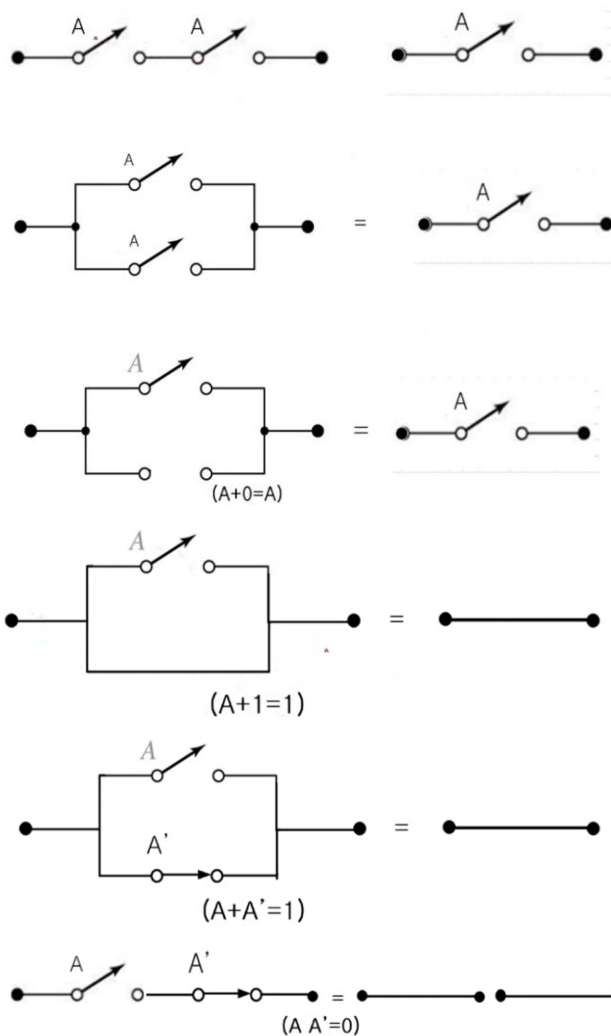 A A A
A
A
= A
A
= A
(A+0=A)
A
=
(A+1=1)
A
A'
=
(A+A'=1)
A A' =
(A A'=0)